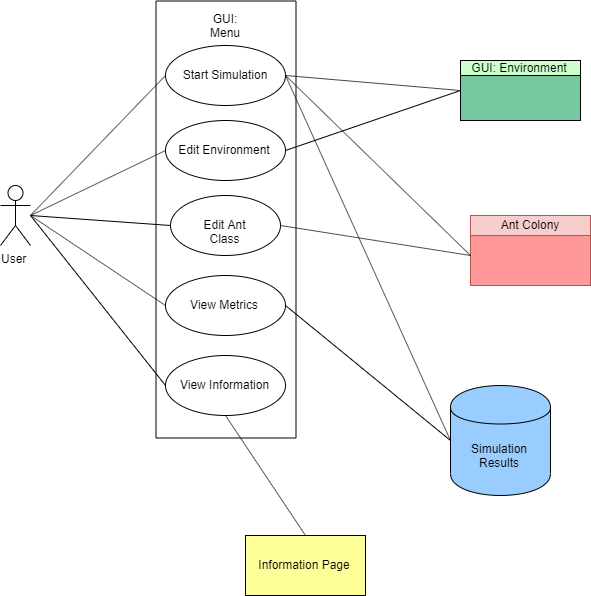 GUI:
Menu
Start Simulation
GUI: Environment
Edit Environment
Edit Ant
Class
Ant Colony
User
View Metrics
View Information
Simulation
Results
Information Page